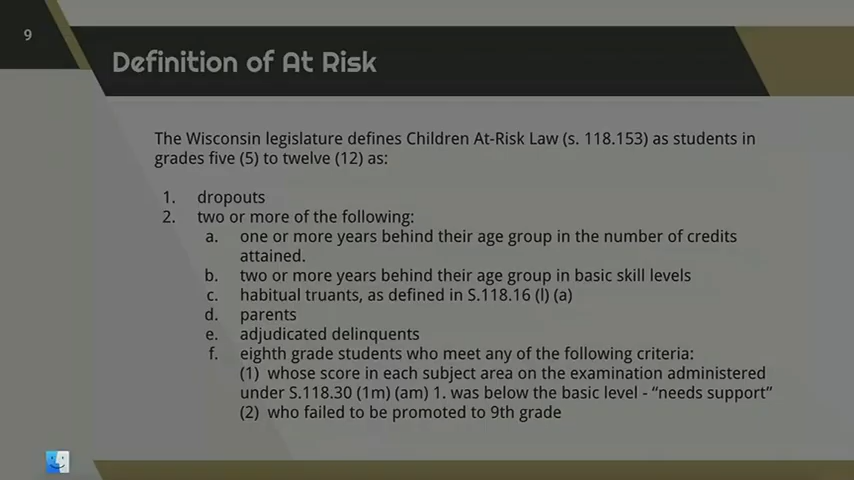 9
Definition of At Risk
The Wisconsin legislature defines Children At-Risk Law (s. 118.153) as students in
grades five (5) to twelve (12) as:
1. dropouts
2. two or more of the following:
a. one or more years behind their age group in the number of credits
attained.
b. two or more years behind their age group in basic skill levels
c. habitual truants, as defined in S.118.16 (l) (a)
d. parents
e. adjudicated delinquents
f. eighth grade students who meet any of the following criteria:
(1) whose score in each subject area on the examination administered
under S.118.30 (1m) (am) 1. was below the basic level - “needs support”
(2) who failed to be promoted to 9th grade